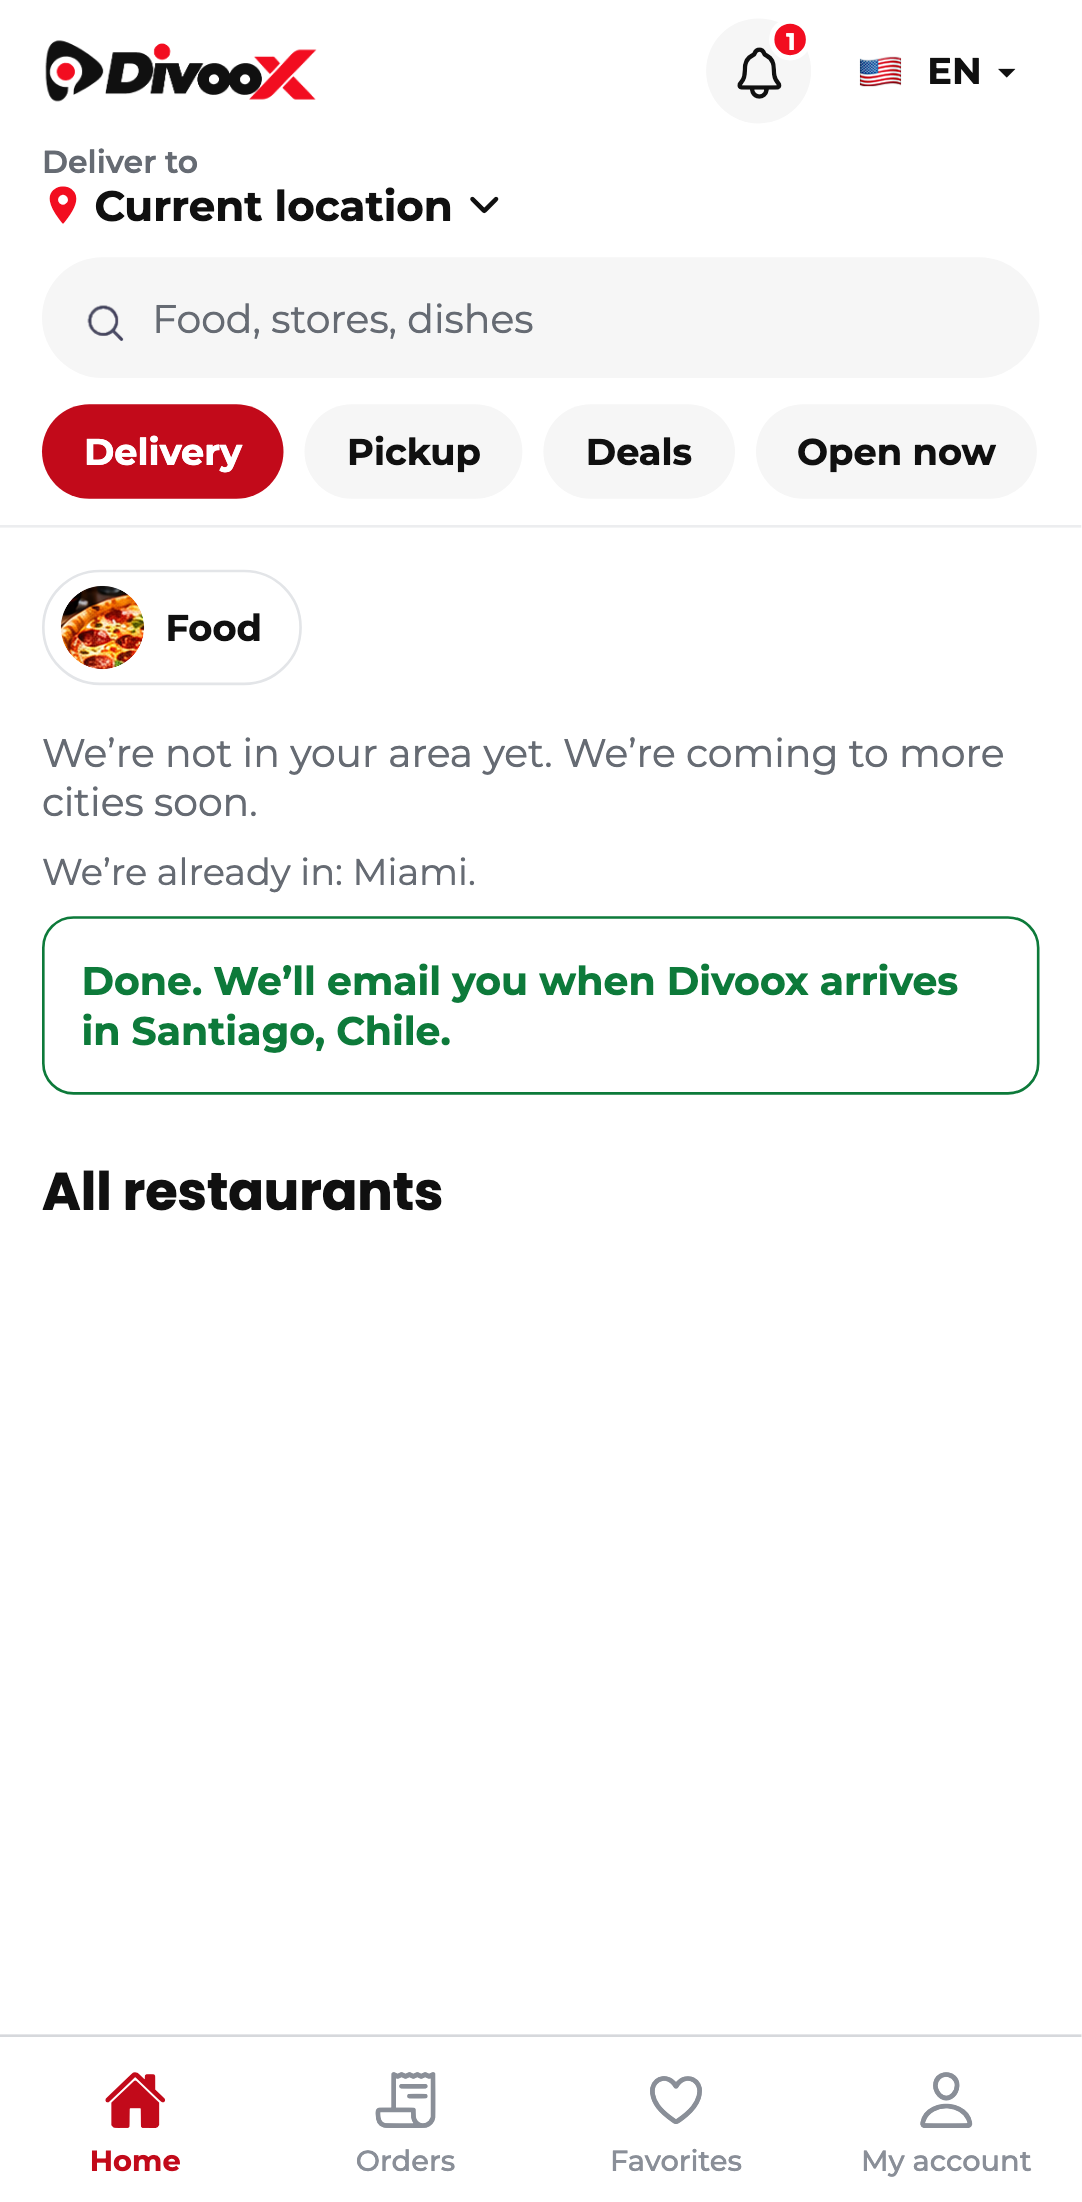 DivooX
1
EN
Deliver to
Current location
Food, stores, dishes
Delivery
Pickup
Deals
Open now
Food
We’re not in your area yet. We’re coming to more
cities soon.
We’re already in: Miami.
Done. We’ll email you when Divoox arrives
in Santiago, Chile.
All restaurants
Home
Orders
Favorites
My account